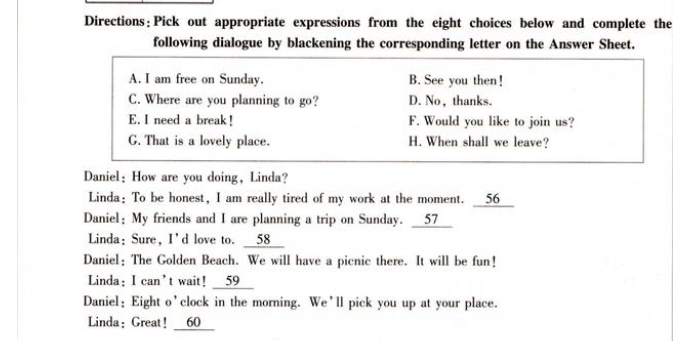 Directions: Pick out appropriate expressions from the eight choices below and complete the
following dialogue by blackening the corresponding letter on the Answer Sheet.
A. I am free on Sunday. B. See you then!
C. Where are you planning to go? D. No, thanks.
E. I need a break! F. Would you like to join us?
G. That is a lovely place. H. When shall we leave?
Daniel: How are you doing, Linda?
Linda: To be honest, I am really tired of my work at the moment. 56
Daniel: My friends and I are planning a trip on Sunday. 57
Linda: Sure, I'd love to. 58
Daniel: The Golden Beach. We will have a picnic there. It will be fun!
Linda: I can't wait! 59
Daniel: Eight o'clock in the morning. We'll pick you up at your place.
Linda: Great! 60